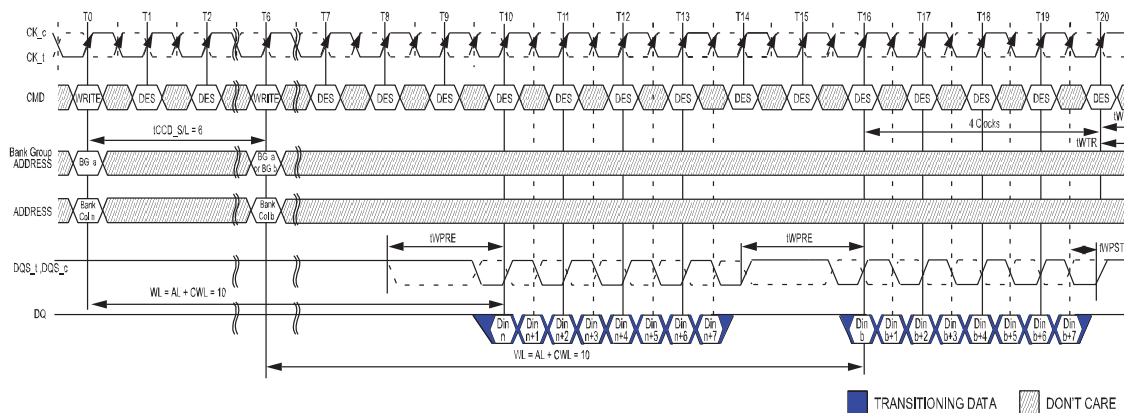 T0 T1 T2 T6 T7 T8 T9 T10 T11 T12 T13 T14 T15 T16 T17 T18 T19 T20
CK_c
CK_t
CMD WRITE DES DES WRITE DES DES DES DES DES DES DES DES DES DES DES DES DES DES
tCCD_S/L = 6
4 Clocks
tW
tWTR
Bank Group
ADDRESS
BG a
BG a
or BG b
ADDRESS
Bank
Col n
Bank
Col b
tWPRE
tWPRE
tWPST
DQS_t ,DQS_c
WL = AL + CWL = 10
DQ
Din
n
Din
n+1
Din
n+2
Din
n+3
Din
n+4
Din
n+5
Din
n+6
Din
n+7
Din
b
Din
b+1
Din
b+2
Din
b+3
Din
b+4
Din
b+5
Din
b+6
Din
b+7
WL = AL + CWL = 10
TRANSITIONING DATA
DON'T CARE